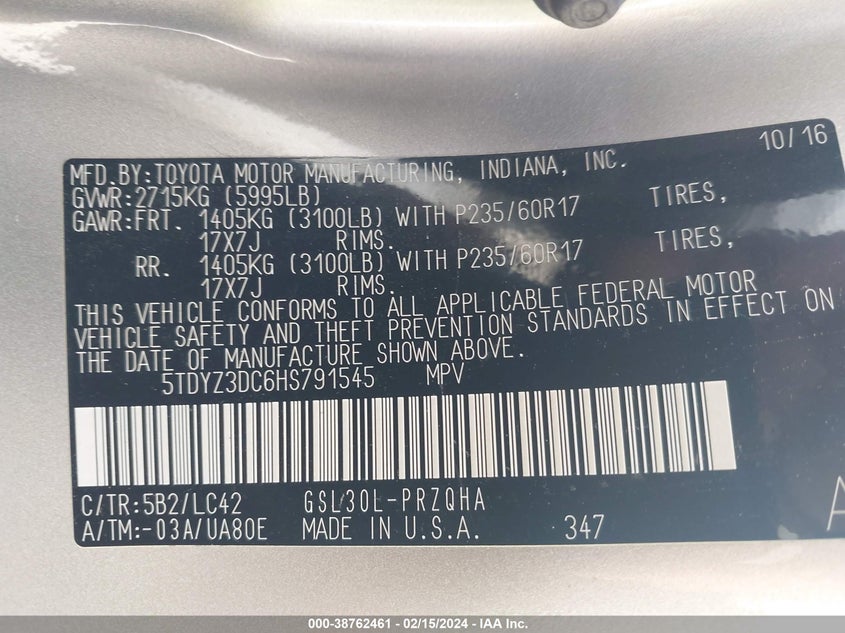 10/16
MFD.BY:TOYOTA MOTOR MANUFACTURING, INDIANA, INC.
GVWR:2715KG (5995LB)
GAWR:FRT. 1405KG (3100LB) WITH P235/60R17 TIRES,
17X7J RIMS.
RR. 1405KG (3100LB) WITH P235/60R17 TIRES,
17X7J RIMS.
THIS VEHICLE CONFORMS TO ALL APPLICABLE FEDERAL MOTOR
VEHICLE SAFETY AND THEFT PREVENTION STANDARDS IN EFFECT ON
THE DATE OF MANUFACTURE SHOWN ABOVE.
5TDYZ3DC6HS791545 MPV
C/TR:5B2/LC42 GSL30L-PRZQHA
A/TM:-03A/UA80E MADE IN U.S.A. 347
A
000-38762461 - 02/15/2024 - IAA Inc.